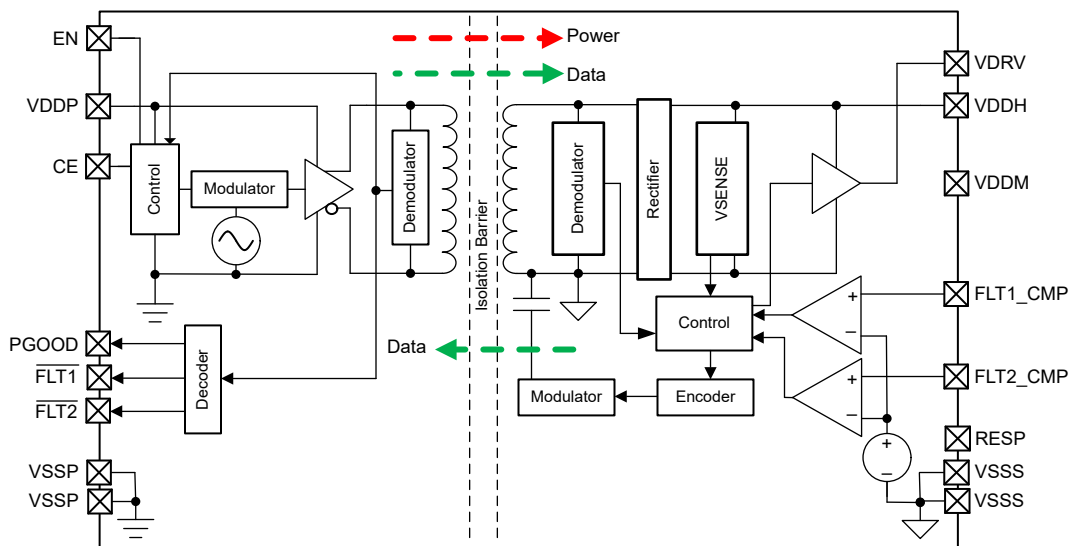 EN
Power
Data
VDRV
VDDP
VDDH
CE
Control
Modulator
Demodulator
Isolation Barrier
Demodulator
Rectifier
VSENSE
VDDM
+
−
FLT1_CMP
Control
PGOOD
FLT1
FLT2
Decoder
Data
Modulator
Encoder
+
−
FLT2_CMP
RESP
+
−
VSSP
VSSP
VSSS
VSSS